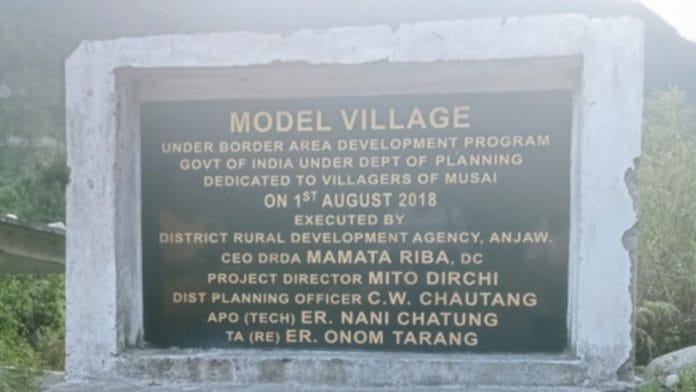 MODEL VILLAGE
UNDER BORDER AREA DEVELOPMENT PROGRAM
GOVT OF INDIA UNDER DEPT OF PLANNING
DEDICATED TO VILLAGERS OF MUSAI
ON 1ST AUGUST 2018
EXECUTED BY
DISTRICT RURAL DEVELOPMENT AGENCY, ANJAW.
CEO DRDA MAMATA RIBA, DC
PROJECT DIRECTOR MITO DIRCHI
DIST PLANNING OFFICER C.W. CHAUTANG
APO (TECH) ER. NANI CHATUNG
TA (RE) ER. ONOM TARANG